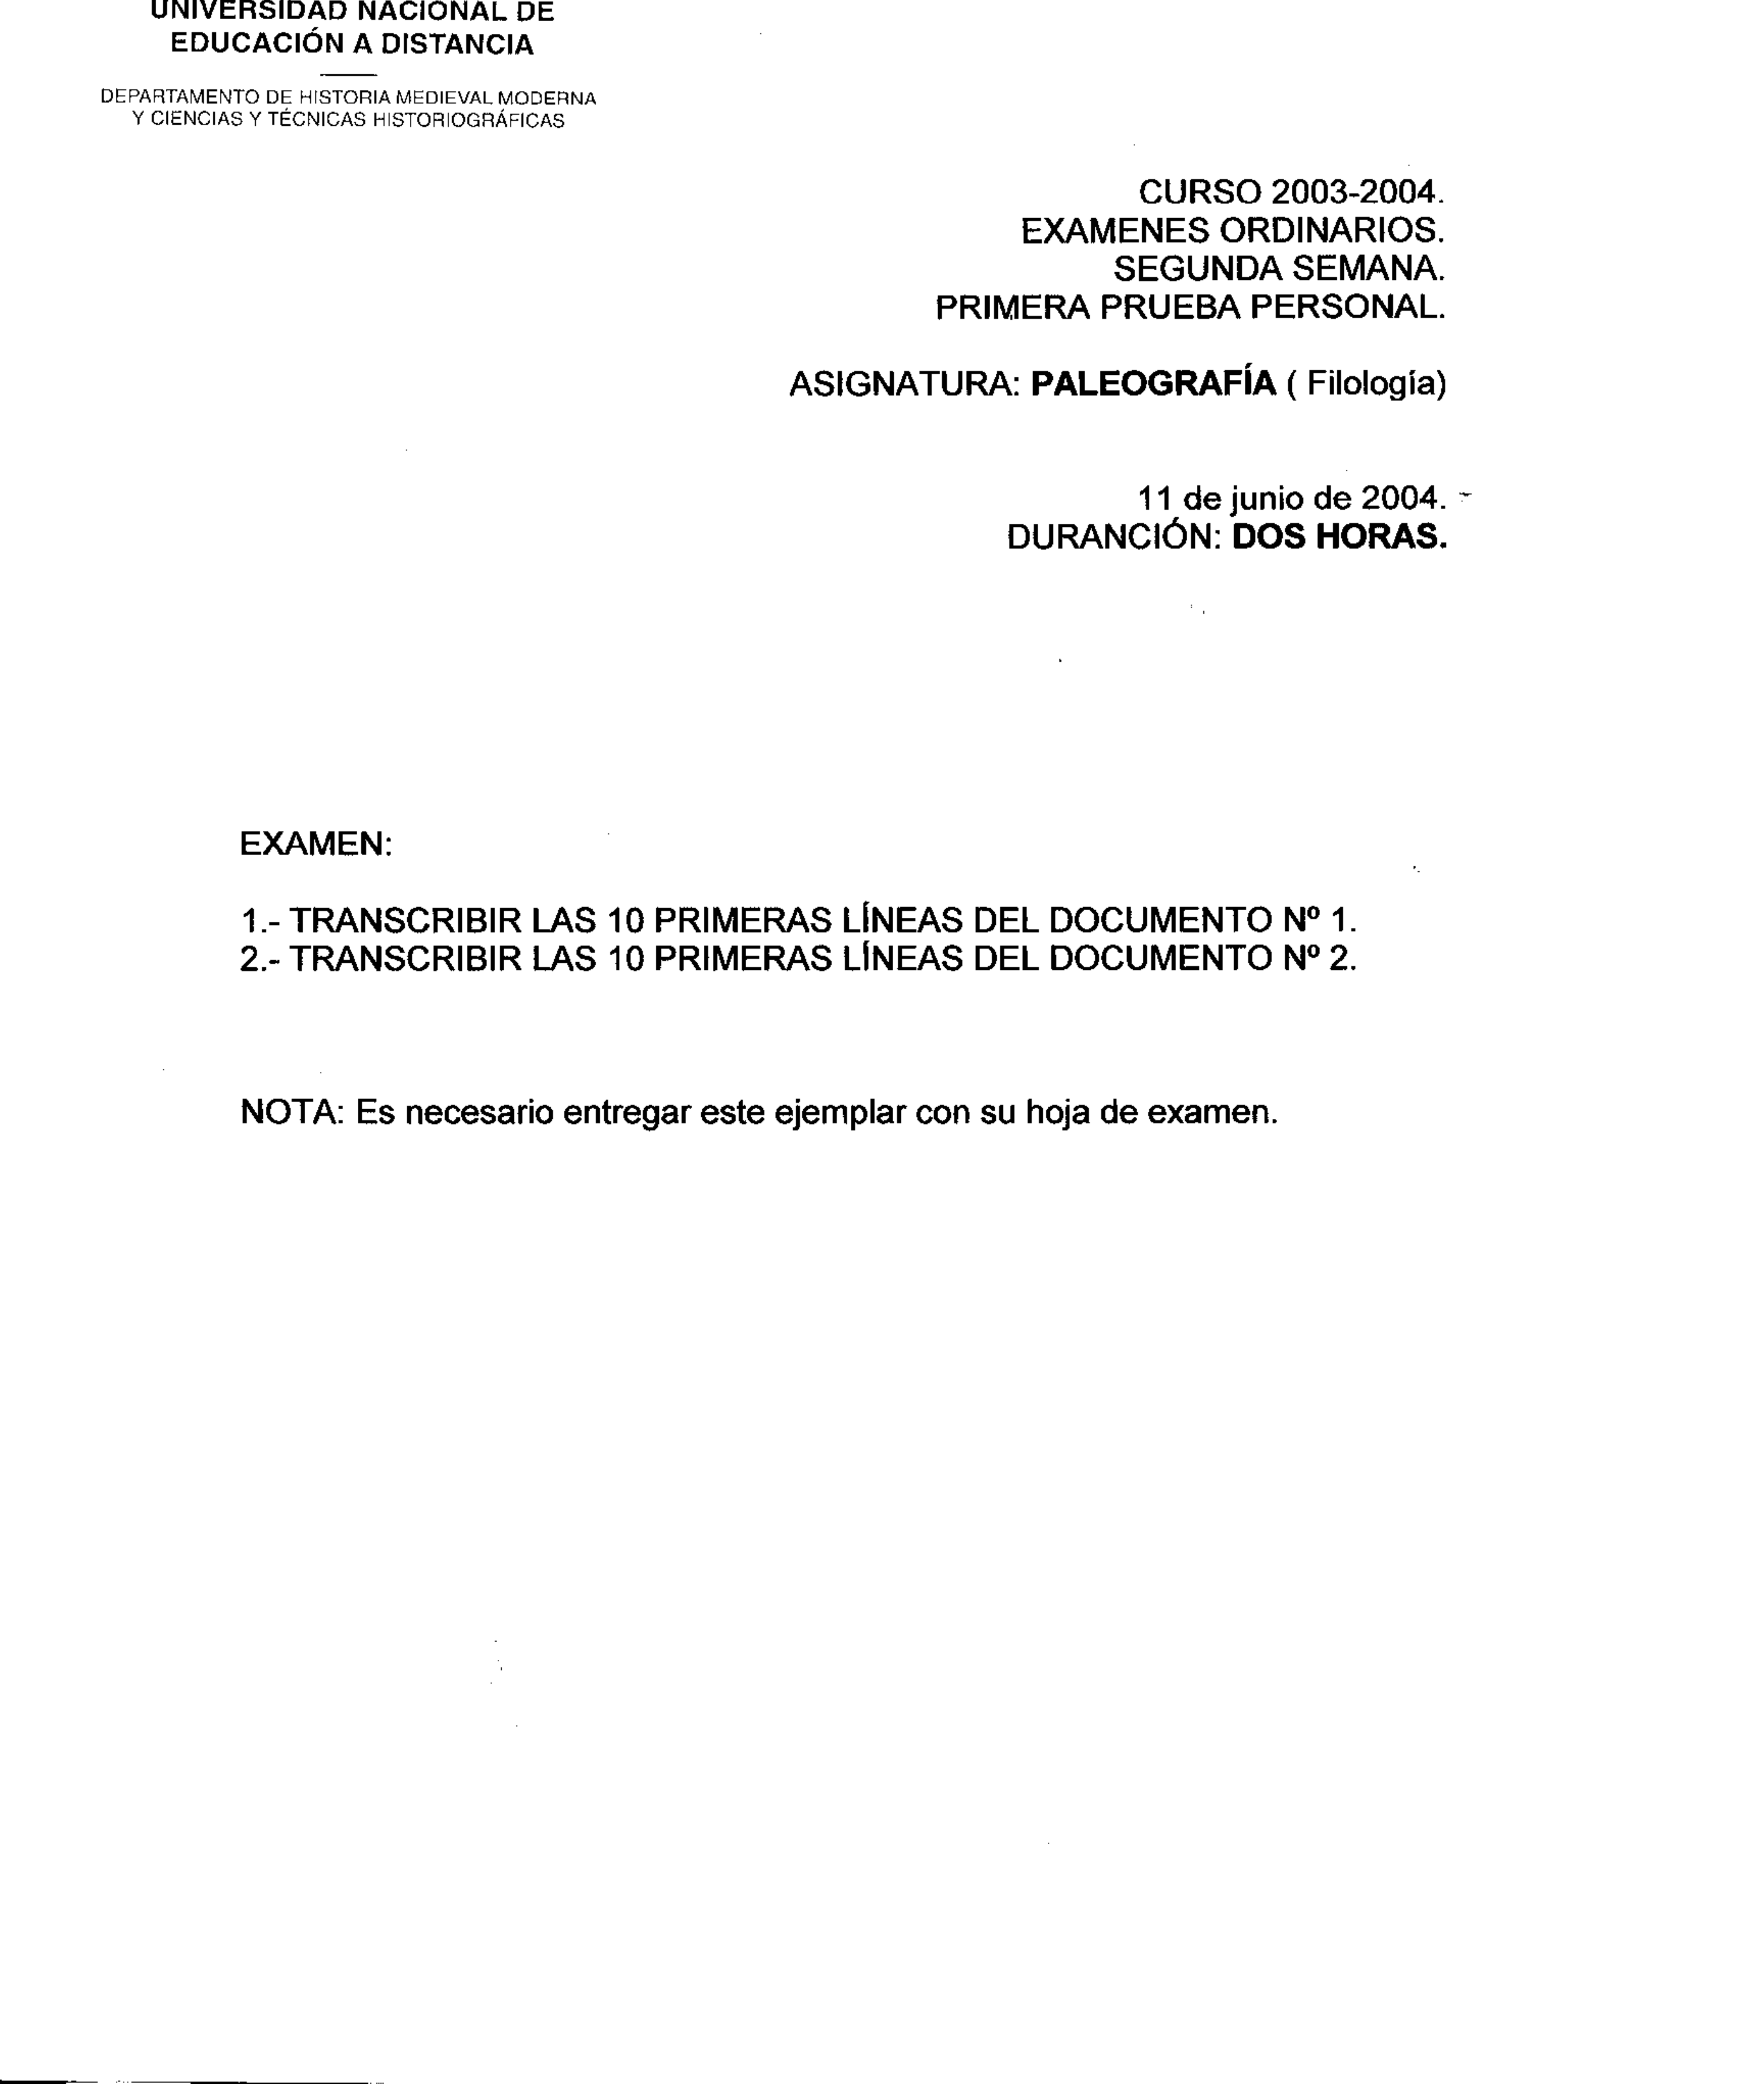 UNIVERSIDAD NACIONAL DE
EDUCACIÓN A DISTANCIA
DEPARTAMENTO DE HISTORIA MEDIEVAL MODERNA
Y CIENCIAS Y TÉCNICAS HISTORIOGRÁFICAS
CURSO 2003-2004.
EXAMENES ORDINARIOS.
SEGUNDA SEMANA.
PRIMERA PRUEBA PERSONAL.
ASIGNATURA: PALEOGRAFÍA ( Filología)
11 de junio de 2004.
DURANCIÓN: DOS HORAS.
EXAMEN:
1.- TRANSCRIBIR LAS 10 PRIMERAS LÍNEAS DEL DOCUMENTO Nº 1.
2.- TRANSCRIBIR LAS 10 PRIMERAS LÍNEAS DEL DOCUMENTO Nº 2.
NOTA: Es necesario entregar este ejemplar con su hoja de examen.